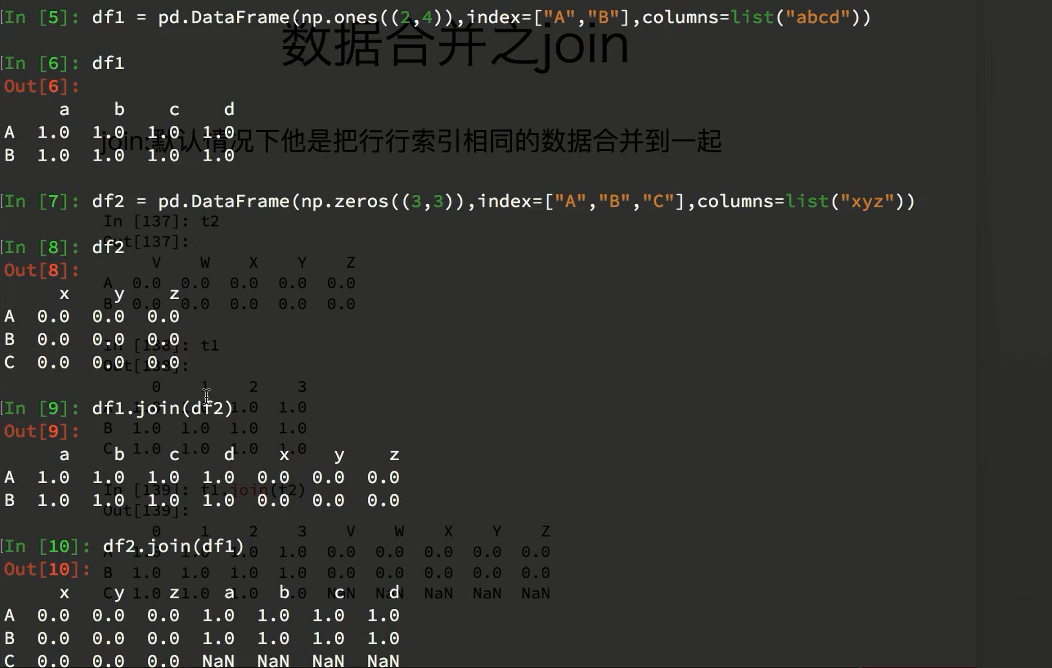 In [5]: df1 = pd.DataFrame(np.ones((2,4)),index=["A","B"],columns=list("abcd"))
数据合并之join
In [6]: df1
Out[6]:
a b c d
A 1.0 1.0 1.0 1.0
B 1.0 1.0 1.0 1.0
join:默认情况下他是把行行索引相同的数据合并到一起
In [7]: df2 = pd.DataFrame(np.zeros((3,3)),index=["A","B","C"],columns=list("xyz"))
In [8]: df2
Out[8]:
x y z
A 0.0 0.0 0.0
B 0.0 0.0 0.0
C 0.0 0.0 0.0
In [137]: t2
Out[137]:
V W X Y Z
A 0.0 0.0 0.0 0.0 0.0
B 0.0 0.0 0.0 0.0 0.0
In [138]: t1
Out[138]:
0 1 2 3
A 1.0 1.0 1.0 1.0
B 1.0 1.0 1.0 1.0
C 1.0 1.0 1.0 1.0
In [9]: df1.join(df2)
Out[9]:
a b c d x y z
A 1.0 1.0 1.0 1.0 0.0 0.0 0.0
B 1.0 1.0 1.0 1.0 0.0 0.0 0.0
In [139]: t1.join(t2)
Out[139]:
0 1 2 3 V W X Y Z
A 1.0 1.0 1.0 1.0 0.0 0.0 0.0 0.0 0.0
B 1.0 1.0 1.0 1.0 0.0 0.0 0.0 0.0 0.0
C 1.0 1.0 1.0 1.0 NaN NaN NaN NaN NaN
In [10]: df2.join(df1)
Out[10]:
x y z a b c d
A 0.0 0.0 0.0 1.0 1.0 1.0 1.0
B 0.0 0.0 0.0 1.0 1.0 1.0 1.0
C 0.0 0.0 0.0 NaN NaN NaN NaN